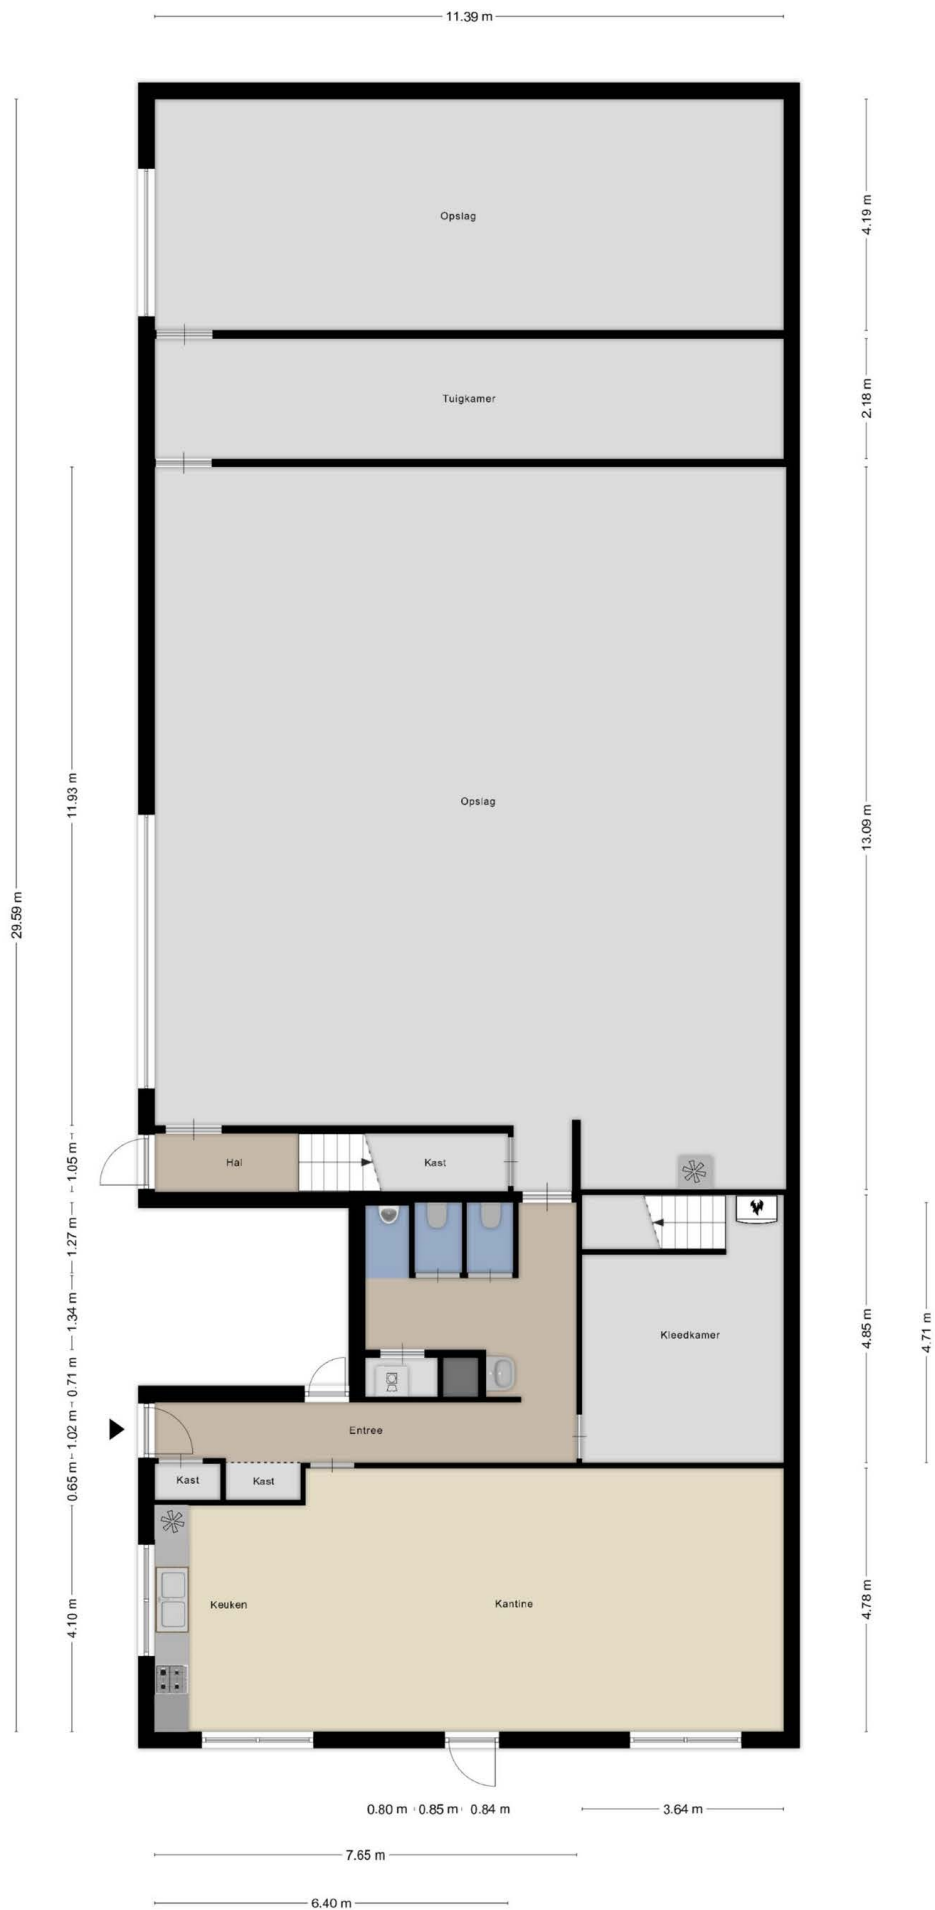 11.39 m
Opslag
4.19 m
Tuigkamer
2.18 m
11.93 m
Opslag
13.09 m
29.59 m
1.05 m
Hal
Kast
1.27 m
1.34 m
Kleedkamer
4.85 m
4.71 m
0.71 m
1.02 m
Entree
0.65 m
Kast
Kast
4.10 m
Keuken
Kantine
4.78 m
0.80 m
0.85 m
0.84 m
3.64 m
7.65 m
6.40 m